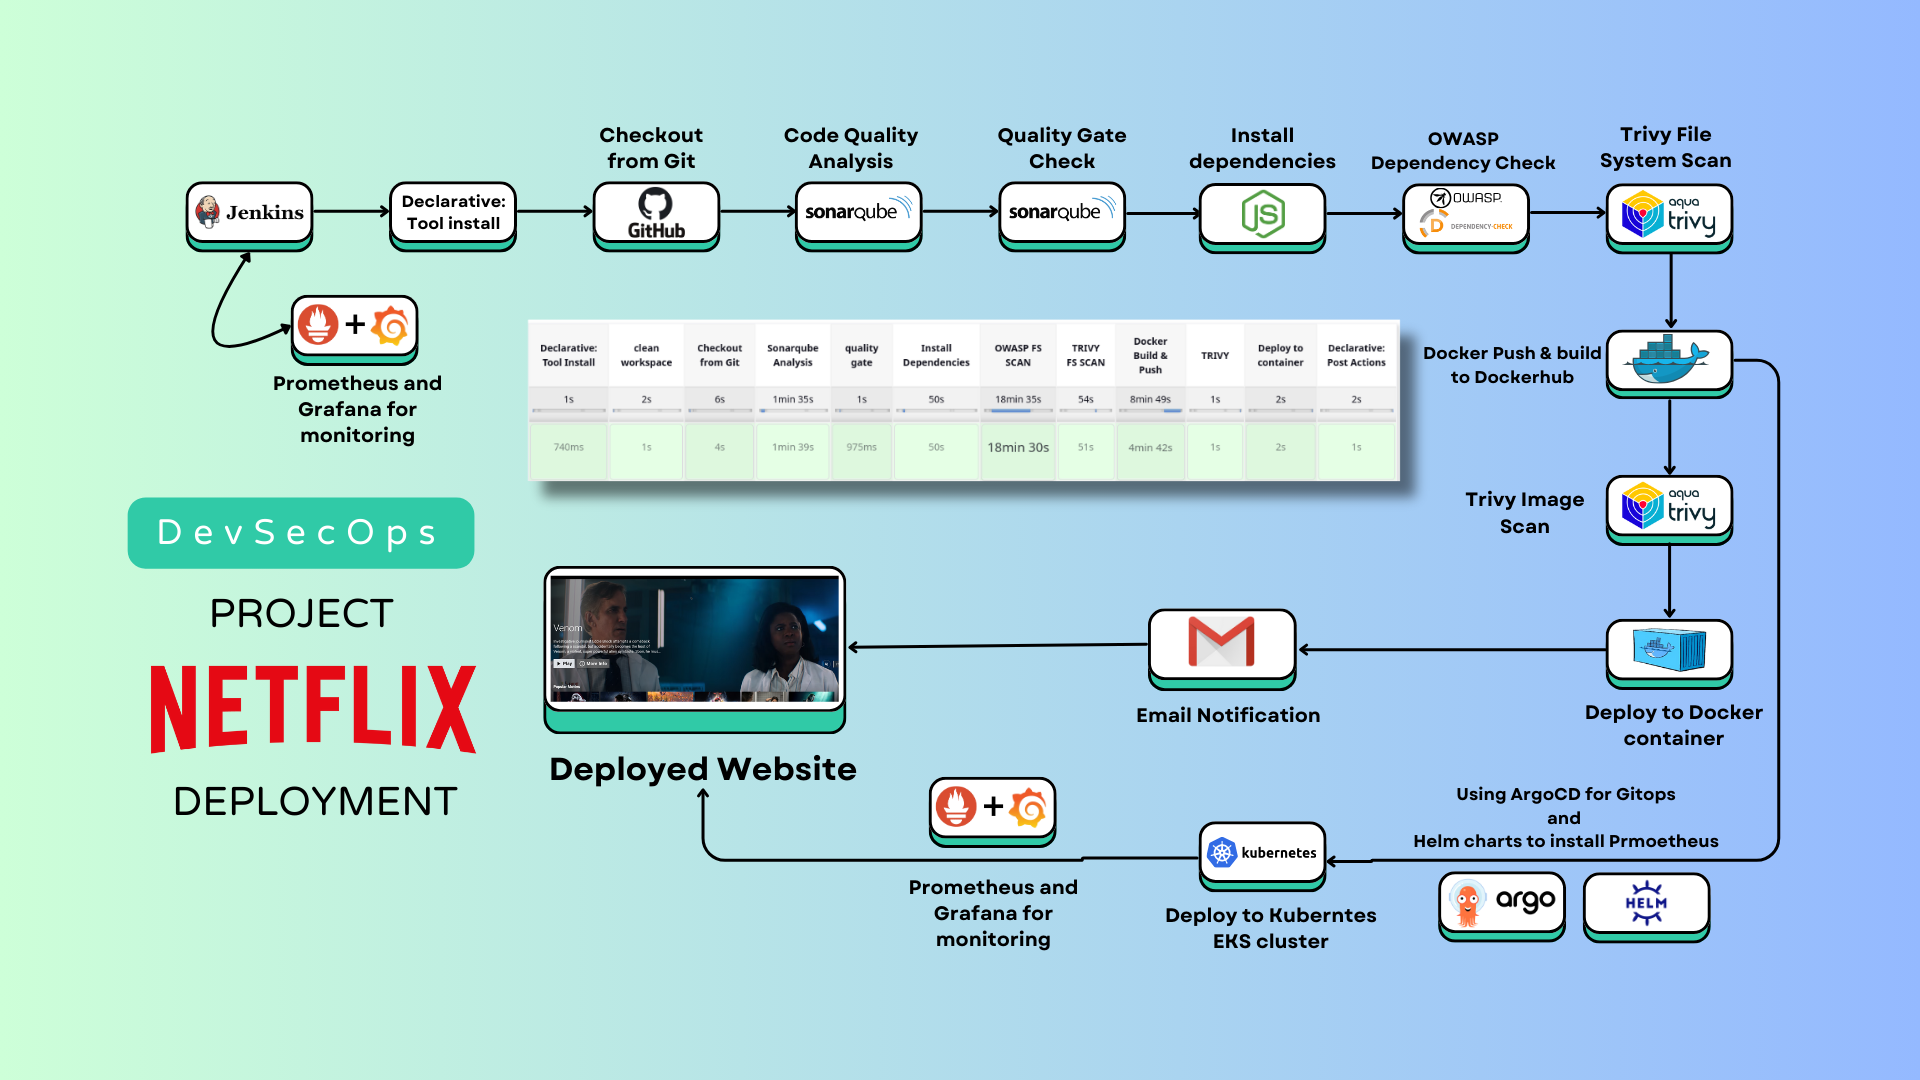 Checkout
from Git
Code Quality
Analysis
Quality Gate
Check
Install
dependencies
OWASP
Dependency Check
Trivy File
System Scan
Jenkins
Declarative:
Tool install
GitHub
sonarqube
sonarqube
JS
OWASP
DEPENDENCY-CHECK
aqua
trivy
+
Prometheus and
Grafana for
monitoring
Declarative:
Tool Install
clean
workspace
Checkout
from Git
Sonarqube
Analysis
quality
gate
Install
Dependencies
OWASP FS
SCAN
TRIVY
FS SCAN
Docker
Build &
Push
TRIVY
Deploy to
container
Declarative:
Post Actions
1s 2s 6s 1min 35s 1s 50s 18min 35s 54s 8min 49s 1s 2s 2s
740ms 1s 4s 1min 39s 975ms 50s 18min 30s 51s 4min 42s 1s 2s 1s
Docker Push & build
to Dockerhub
Trivy Image
Scan
aqua
trivy
DevSecOps
PROJECT
NETFLIX
DEPLOYMENT
Venom
Play
More Info
Popular Movies
Deployed Website
Email Notification
Deploy to Docker
container
Using ArgoCD for Gitops
and
Helm charts to install Prmoetheus
+
Prometheus and
Grafana for
monitoring
kubernetes
Deploy to Kuberntes
EKS cluster
argo
HELM